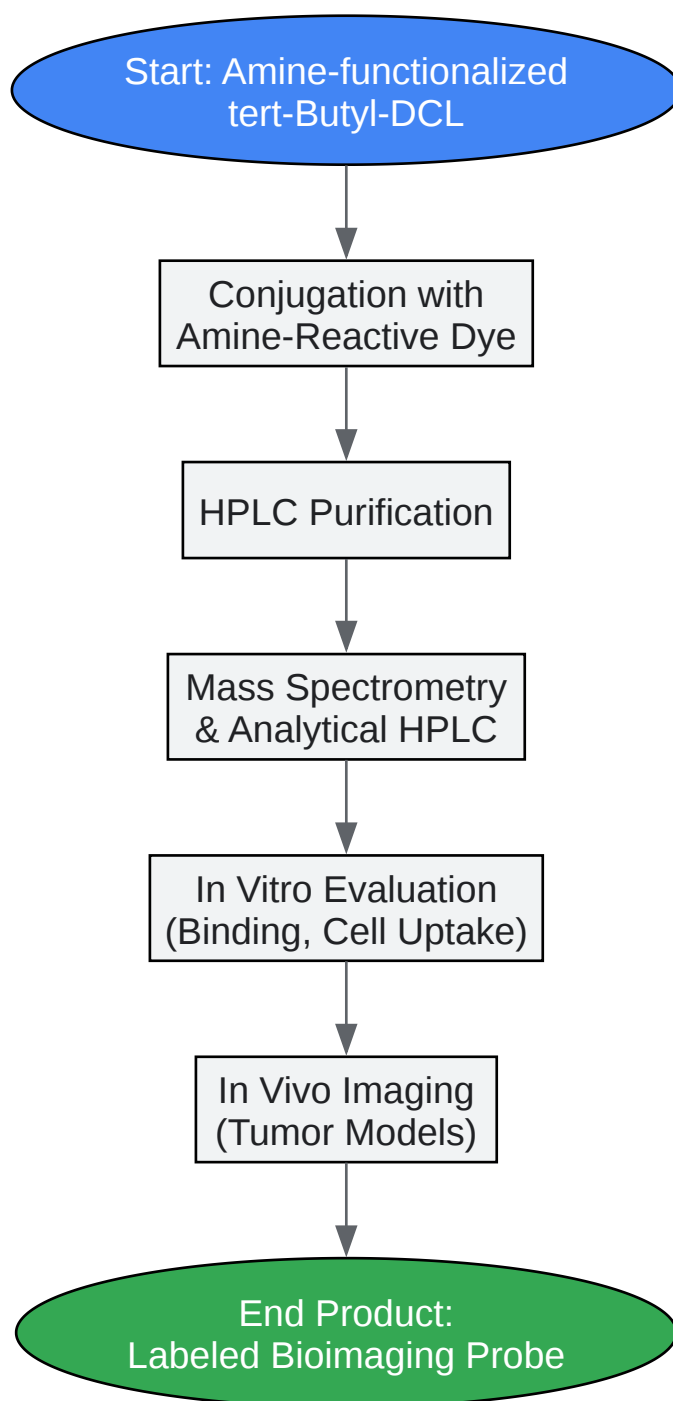 Start: Amine-functionalized
tert-Butyl-DCL
Conjugation with
Amine-Reactive Dye
HPLC Purification
Mass Spectrometry
& Analytical HPLC
In Vitro Evaluation
(Binding, Cell Uptake)
In Vivo Imaging
(Tumor Models)
End Product:
Labeled Bioimaging Probe